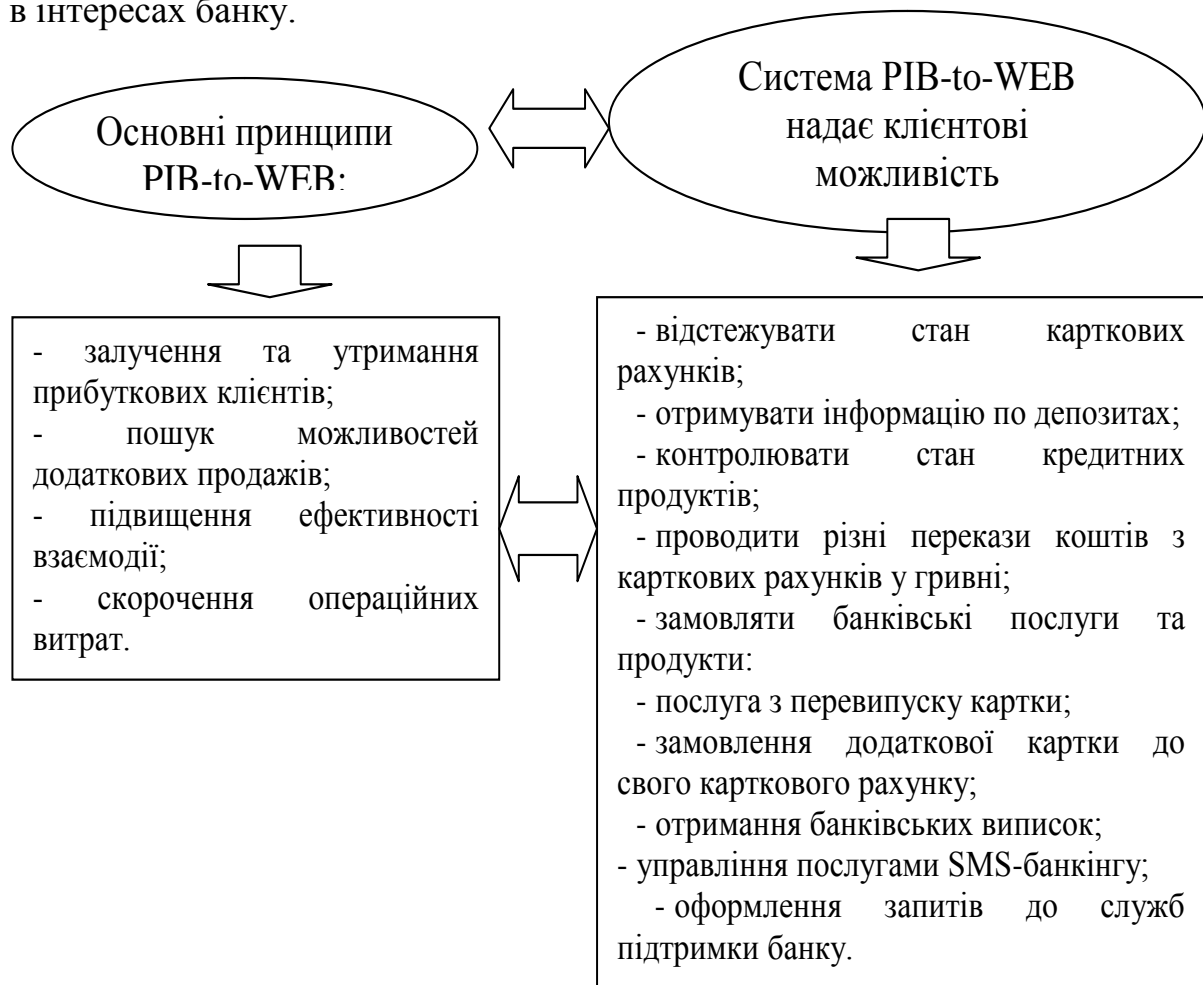 в інтересах банку.
Основні принципи
PIB-to-WEB:
Система PIB-to-WEB
надає клієнтові
можливість
- залучення та утримання
прибуткових клієнтів;
- пошук можливостей
додаткових продажів;
- підвищення ефективності
взаємодії;
- скорочення операційних
витрат.
- відстежувати стан карткових
рахунків;
- отримувати інформацію по депозитах;
- контролювати стан кредитних
продуктів;
- проводити різні перекази коштів з
карткових рахунків у гривні;
- замовляти банківські послуги та
продукти:
- послуга з перевипуску картки;
- замовлення додаткової картки до
свого карткового рахунку;
- отримання банківських виписок;
- управління послугами SMS-банкінгу;
- оформлення запитів до служб
підтримки банку.